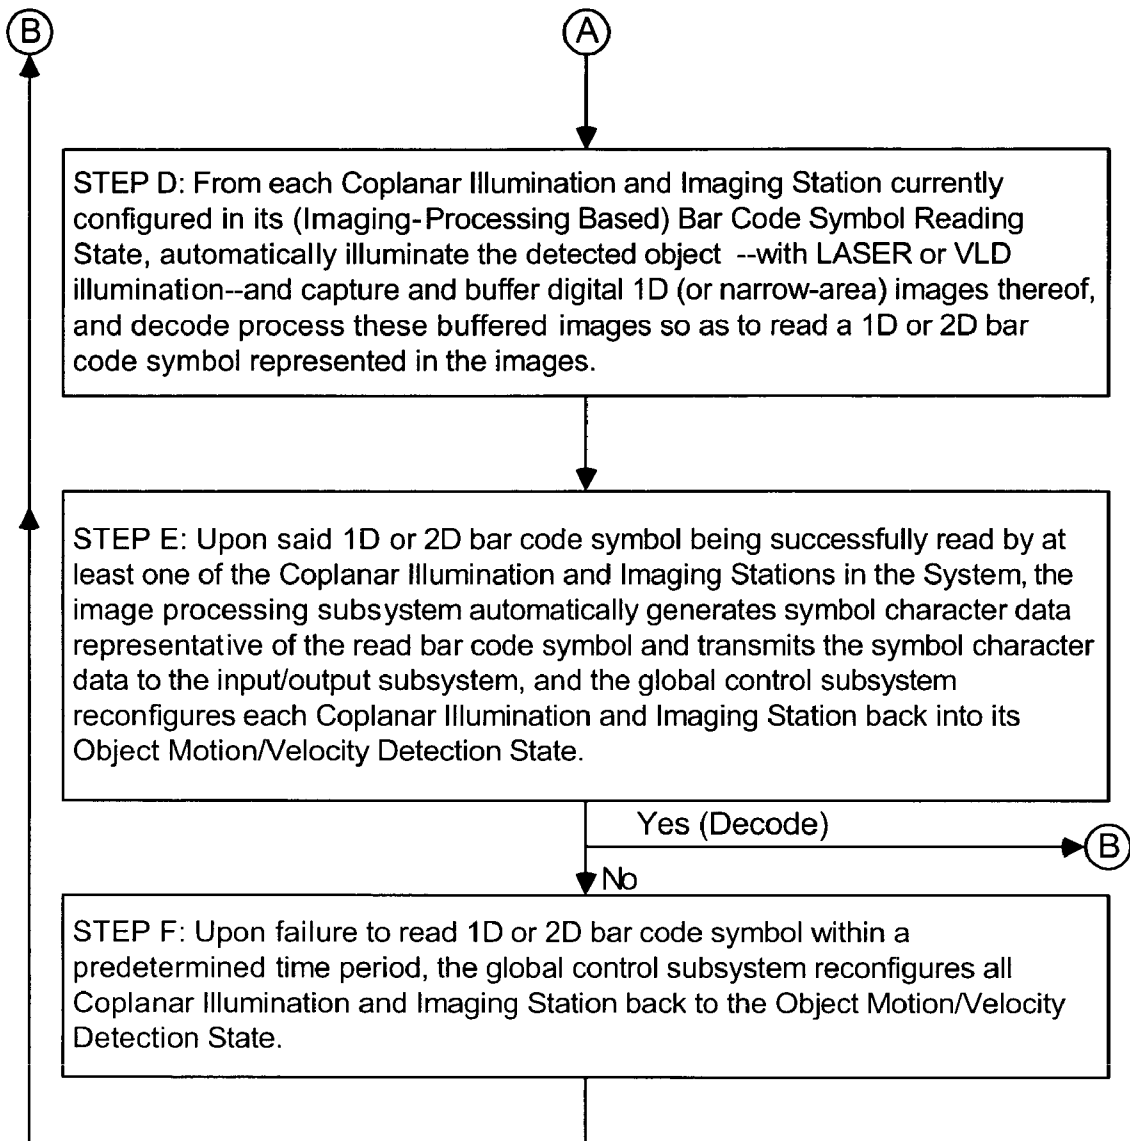 B
A
STEP D: From each Coplanar Illumination and Imaging Station currently
configured in its (Imaging-Processing Based) Bar Code Symbol Reading
State, automatically illuminate the detected object --with LASER or VLD
illumination--and capture and buffer digital 1D (or narrow-area) images thereof,
and decode process these buffered images so as to read a 1D or 2D bar
code symbol represented in the images.
STEP E: Upon said 1D or 2D bar code symbol being successfully read by at
least one of the Coplanar Illumination and Imaging Stations in the System, the
image processing subsystem automatically generates symbol character data
representative of the read bar code symbol and transmits the symbol character
data to the input/output subsystem, and the global control subsystem
reconfigures each Coplanar Illumination and Imaging Station back into its
Object Motion/Velocity Detection State.
Yes (Decode)
B
No
STEP F: Upon failure to read 1D or 2D bar code symbol within a
predetermined time period, the global control subsystem reconfigures all
Coplanar Illumination and Imaging Station back to the Object Motion/Velocity
Detection State.